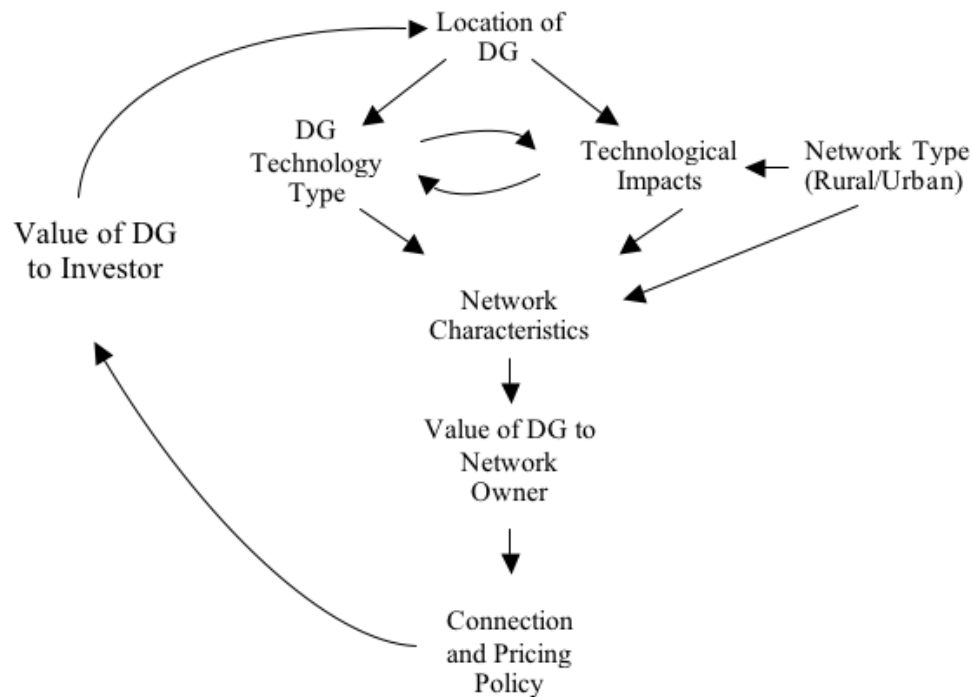 Location of
DG
DG
Technology
Type
Technological
Impacts
Network Type
(Rural/Urban)
Value of DG
to Investor
Network
Characteristics
Value of DG to
Network
Owner
Connection
and Pricing
Policy